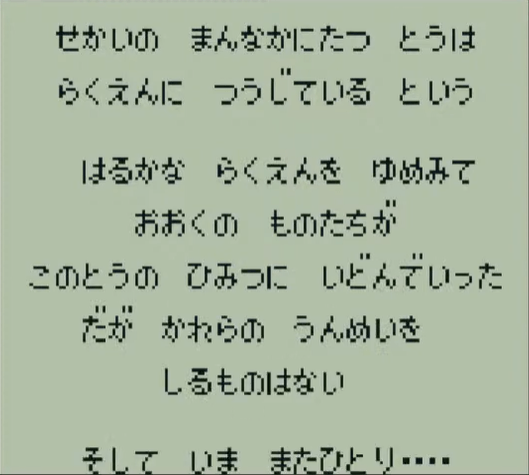 せかいの　まんなかにたつ　とうは
らくえんに　つうじている　という
はるかな　らくえんを　ゆめみて
おおくの　ものたちが
このとうの　ひみつに　いどんでいった
だが　かれらの　うんめいを
しるものはない
そして　いま　またひとり‥‥